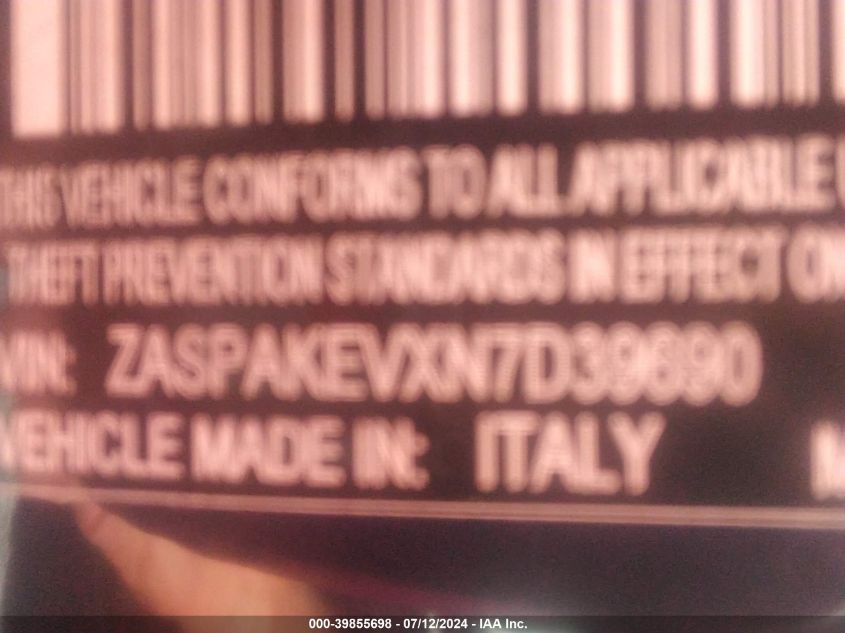 THIS VEHICLE CONFORMS TO ALL APPLICABLE
THEFT PREVENTION STANDARDS IN EFFECT ON
VIN: ZASPAKEVXN7D39690
VEHICLE MADE IN: ITALY
000-39855698 - 07/12/2024 - IAA Inc.